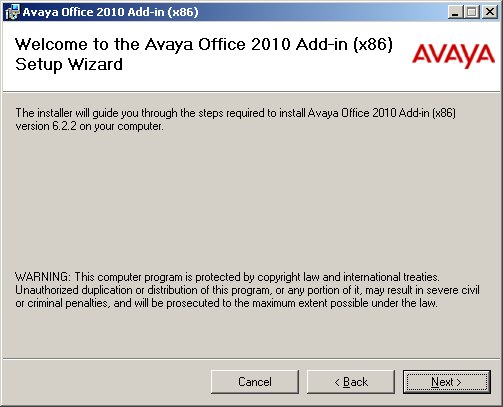 Avaya Office 2010 Add-in (x86)
Welcome to the Avaya Office 2010 Add-in (x86)
Setup Wizard
AVAYA
The installer will guide you through the steps required to install Avaya Office 2010 Add-in (x86)
version 6.2.2 on your computer.
WARNING: This computer program is protected by copyright law and international treaties.
Unauthorized duplication or distribution of this program, or any portion of it, may result in severe civil
or criminal penalties, and will be prosecuted to the maximum extent possible under the law.
Cancel
< Back
Next >